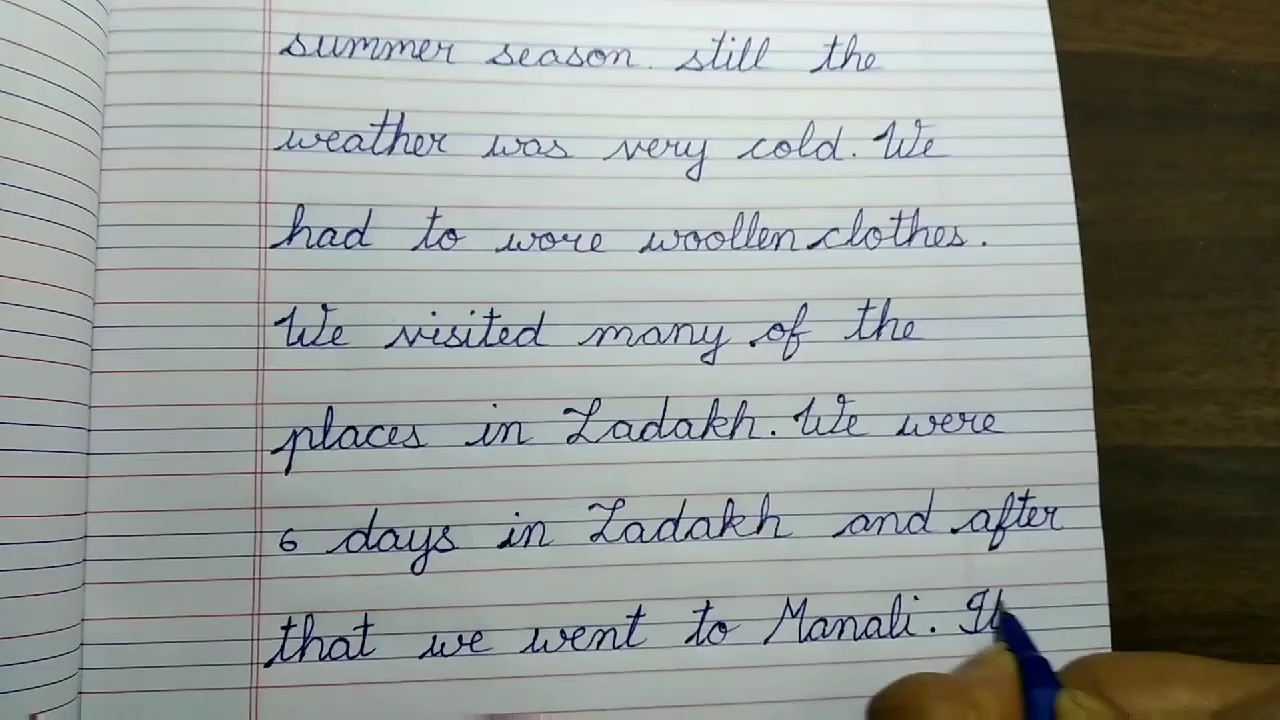 summer season. still the
weather was very cold. We
had to wore woollen clothes.
We visited many of the
places in Ladakh. We were
6 days in Ladakh and after
that we went to Manali. It